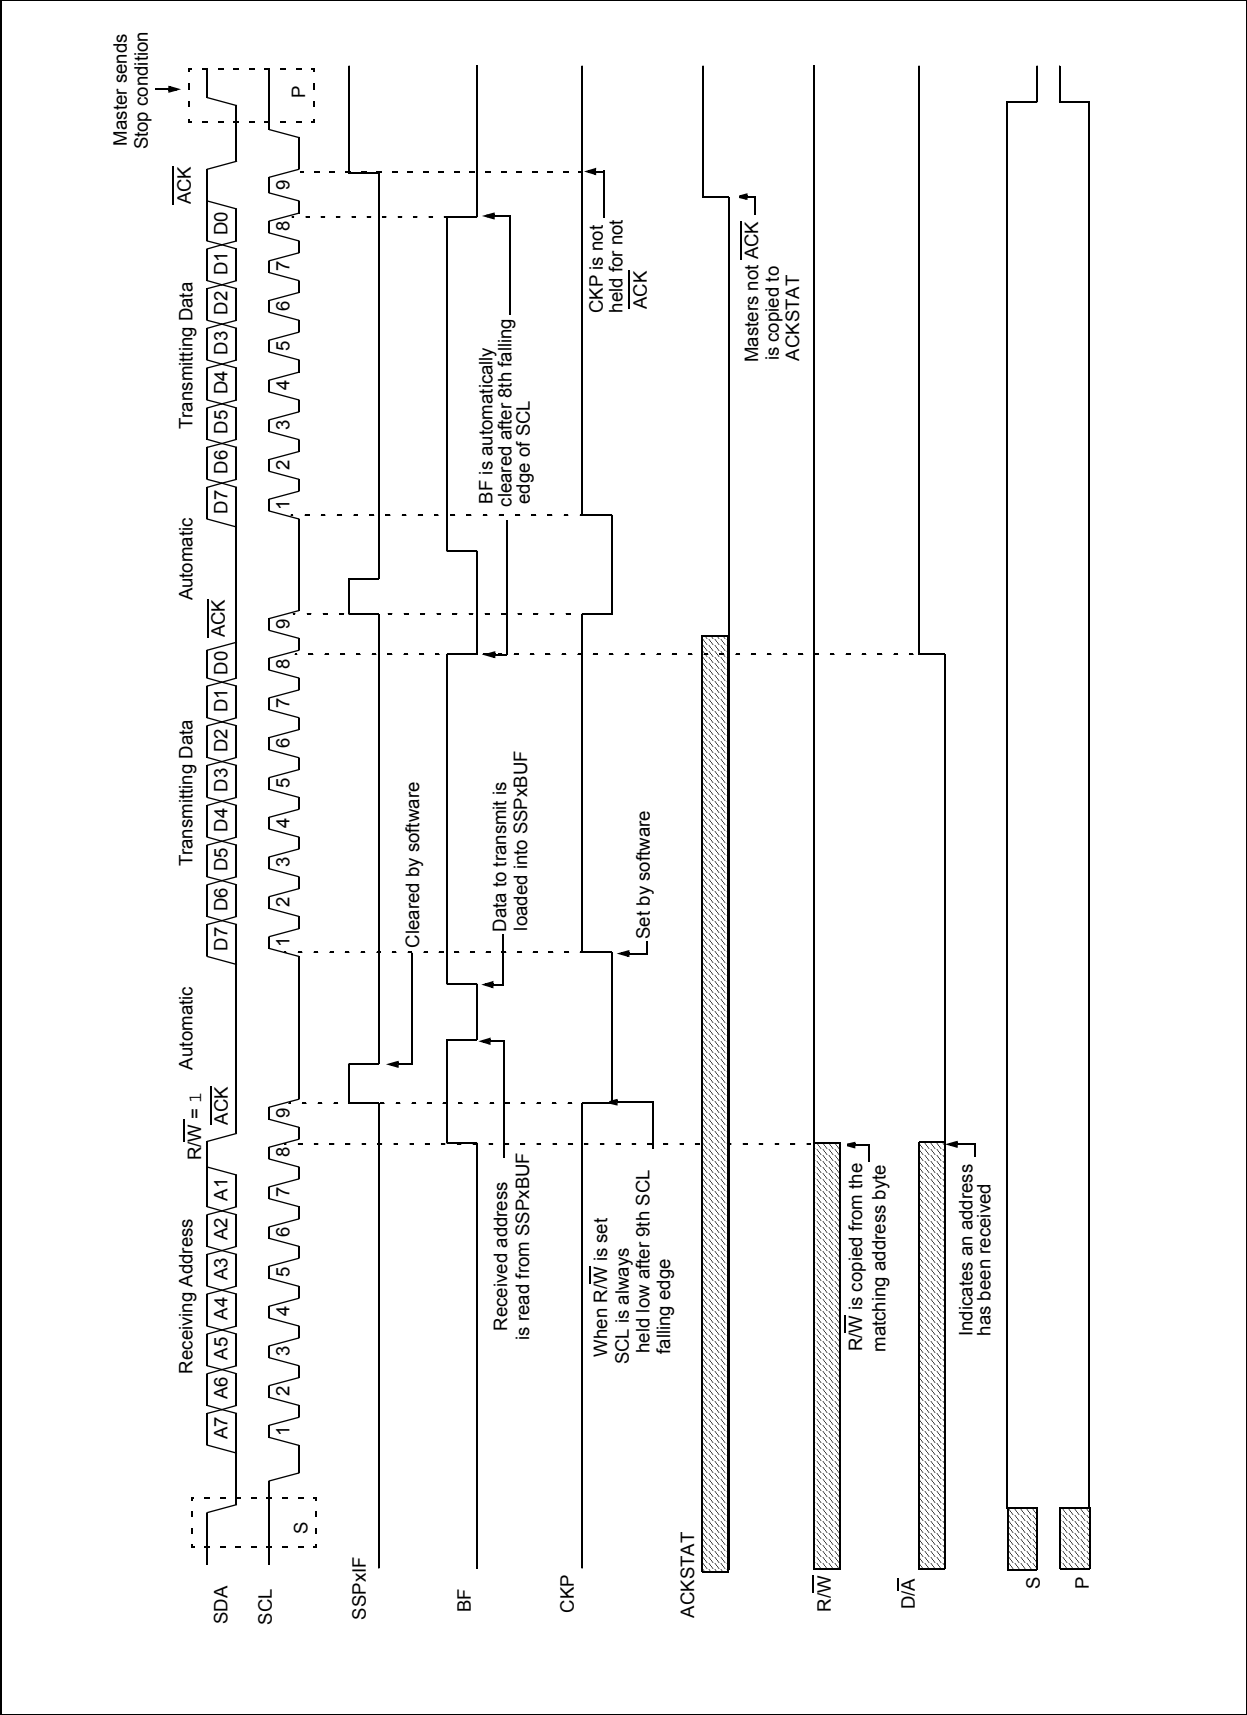 Master sends
Stop condition
Receiving Address
R/W = 1
Automatic
Transmitting Data
Automatic
Transmitting Data
ACK
SDA
A7 A6 A5 A4 A3 A2 A1
ACK
D7 D6 D5 D4 D3 D2 D1 D0
ACK
D7 D6 D5 D4 D3 D2 D1 D0
SCL
S
1 2 3 4 5 6 7 8 9
1 2 3 4 5 6 7 8 9
1 2 3 4 5 6 7 8 9
P
SSPxIF
Cleared by software
BF
Received address
is read from SSPxBUF
Data to transmit is
loaded into SSPxBUF
BF is automatically
cleared after 8th falling
edge of SCL
CKP
When R/W is set
SCL is always
held low after 9th SCL
falling edge
Set by software
CKP is not
held for not
ACK
ACKSTAT
Masters not ACK
is copied to
ACKSTAT
R/W
R/W is copied from the
matching address byte
D/A
Indicates an address
has been received
S
P